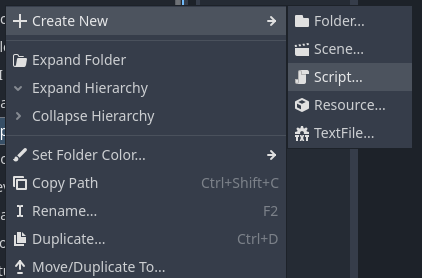 Create New
Expand Folder
Expand Hierarchy
Collapse Hierarchy
Set Folder Color...
Copy Path Ctrl+Shift+C
Rename... F2
Duplicate... Ctrl+D
Move/Duplicate To...
Folder...
Scene...
Script...
Resource...
TextFile...